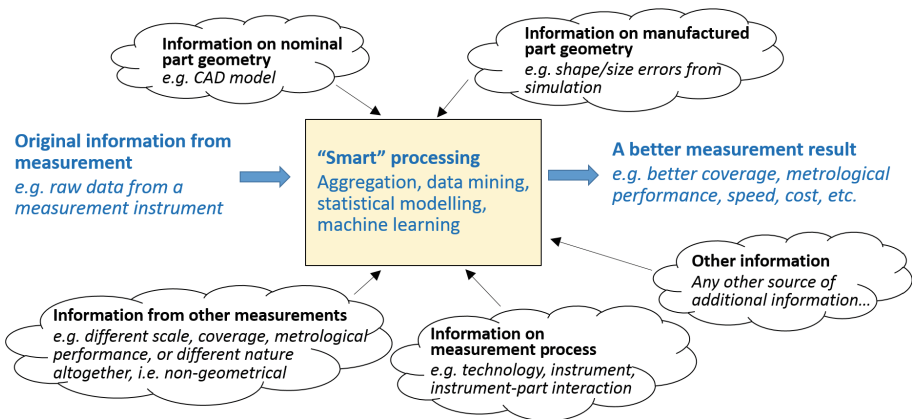 Information on nominal
part geometry
e.g. CAD model
Information on manufactured
part geometry
e.g. shape/size errors from
simulation
Original information from
measurement
e.g. raw data from a
measurement instrument
“Smart” processing
Aggregation, data mining,
statistical modelling,
machine learning
A better measurement result
e.g. better coverage, metrological
performance, speed, cost, etc.
Other information
Any other source of
additional information…
Information from other measurements
e.g. different scale, coverage, metrological
performance, or different nature
altogether, i.e. non-geometrical
Information on
measurement process
e.g. technology, instrument,
instrument-part interaction